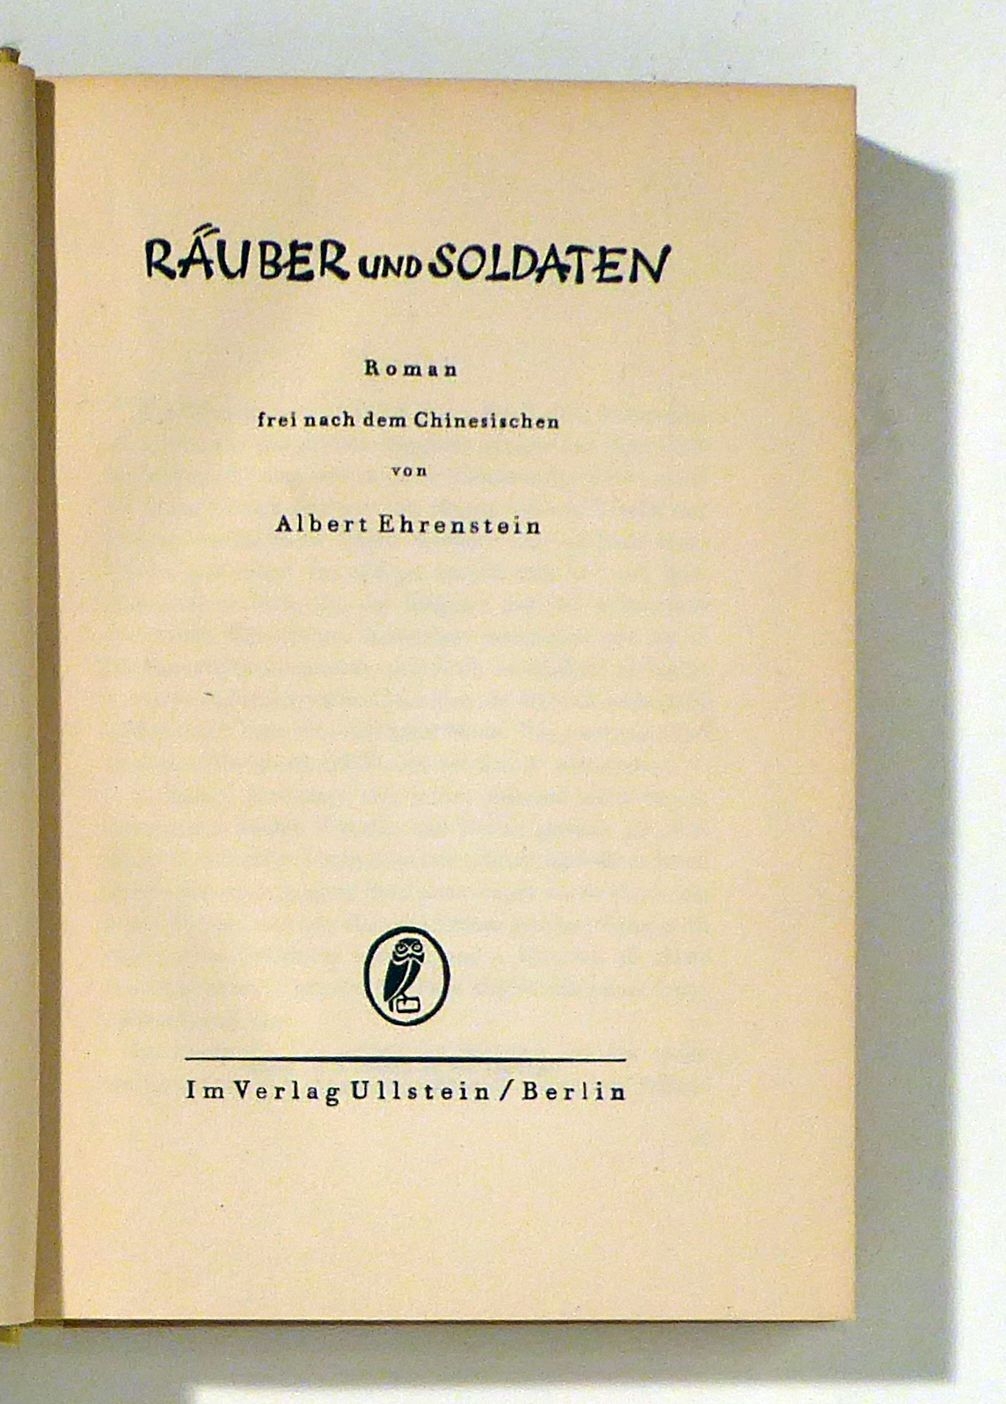 RÄUBER UND SOLDATEN
Roman
frei nach dem Chinesischen
von
Albert Ehrenstein
Im Verlag Ullstein / Berlin